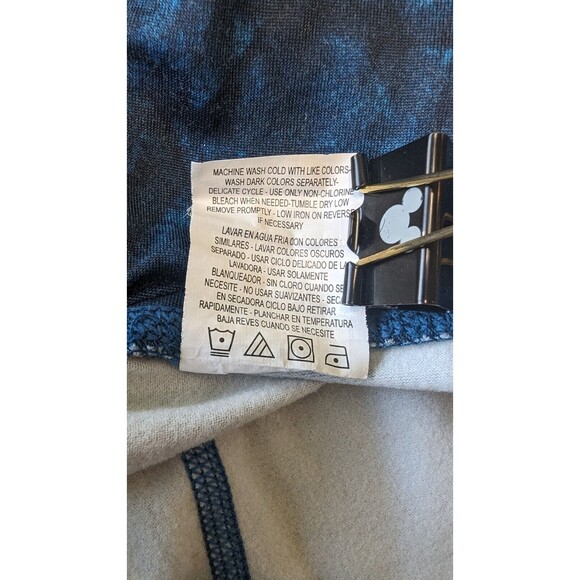 MACHINE WASH COLD WITH LIKE COLORS-
WASH DARK COLORS SEPARATELY-
DELICATE CYCLE - USE ONLY NON-CHLORINE
BLEACH WHEN NEEDED-TUMBLE DRY LOW
REMOVE PROMPTLY - LOW IRON ON REVERS
IF NECESSARY
LAVAR EN AGUA FRIA CON COLORES
SIMILARES - LAVAR COLORES OSCUROS
SEPARADO - USAR CICLO DELICADO DE LA
LAVADORA - USAR SOLAMENTE
BLANQUEADOR - SIN CLORO CUANDO SE
NECESITE - NO USAR SUAVIZANTES - SEC
EN SECADORA CICLO BAJO RETIRAR
RAPIDAMENTE - PLANCHAR EN TEMPERATURA
BAJA REVES CUANDO SE NECESITE